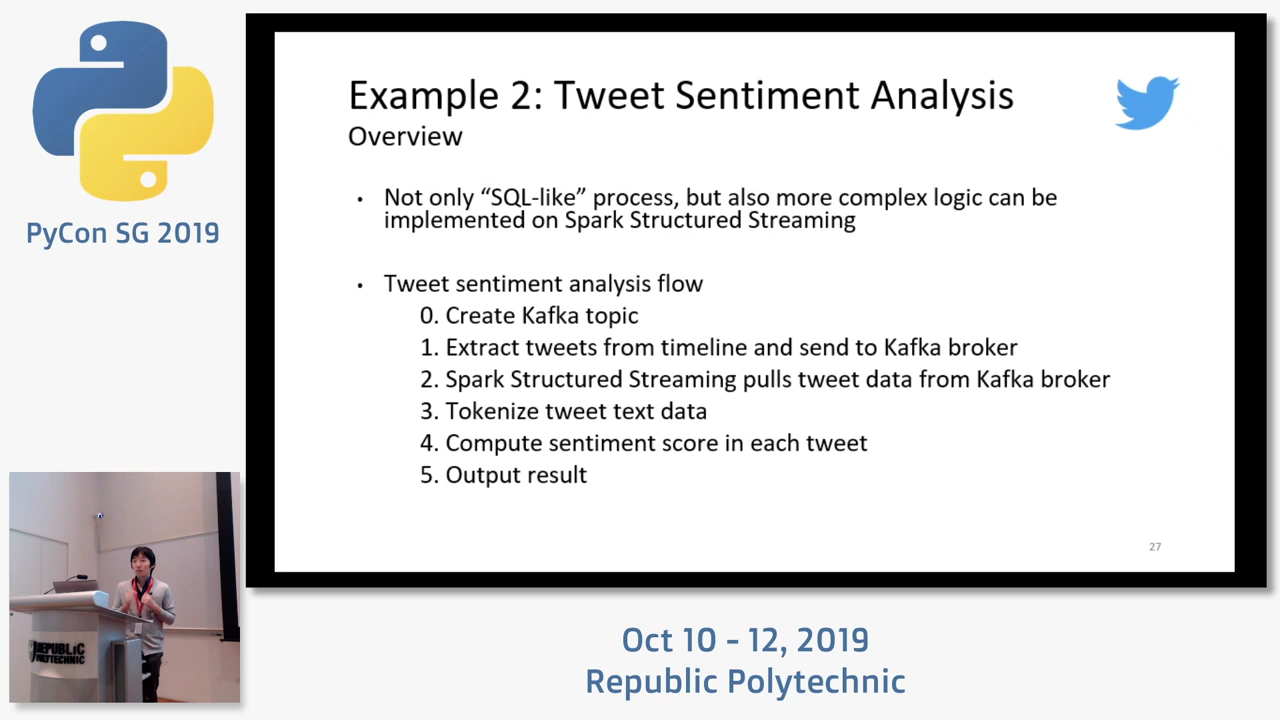 PyCon SG 2019
Example 2: Tweet Sentiment Analysis
Overview
• Not only “SQL-like” process, but also more complex logic can be
implemented on Spark Structured Streaming
• Tweet sentiment analysis flow
0. Create Kafka topic
1. Extract tweets from timeline and send to Kafka broker
2. Spark Structured Streaming pulls tweet data from Kafka broker
3. Tokenize tweet text data
4. Compute sentiment score in each tweet
5. Output result
27
REPUBLIC
POLYTECHNIC
Oct 10 - 12, 2019
Republic Polytechnic